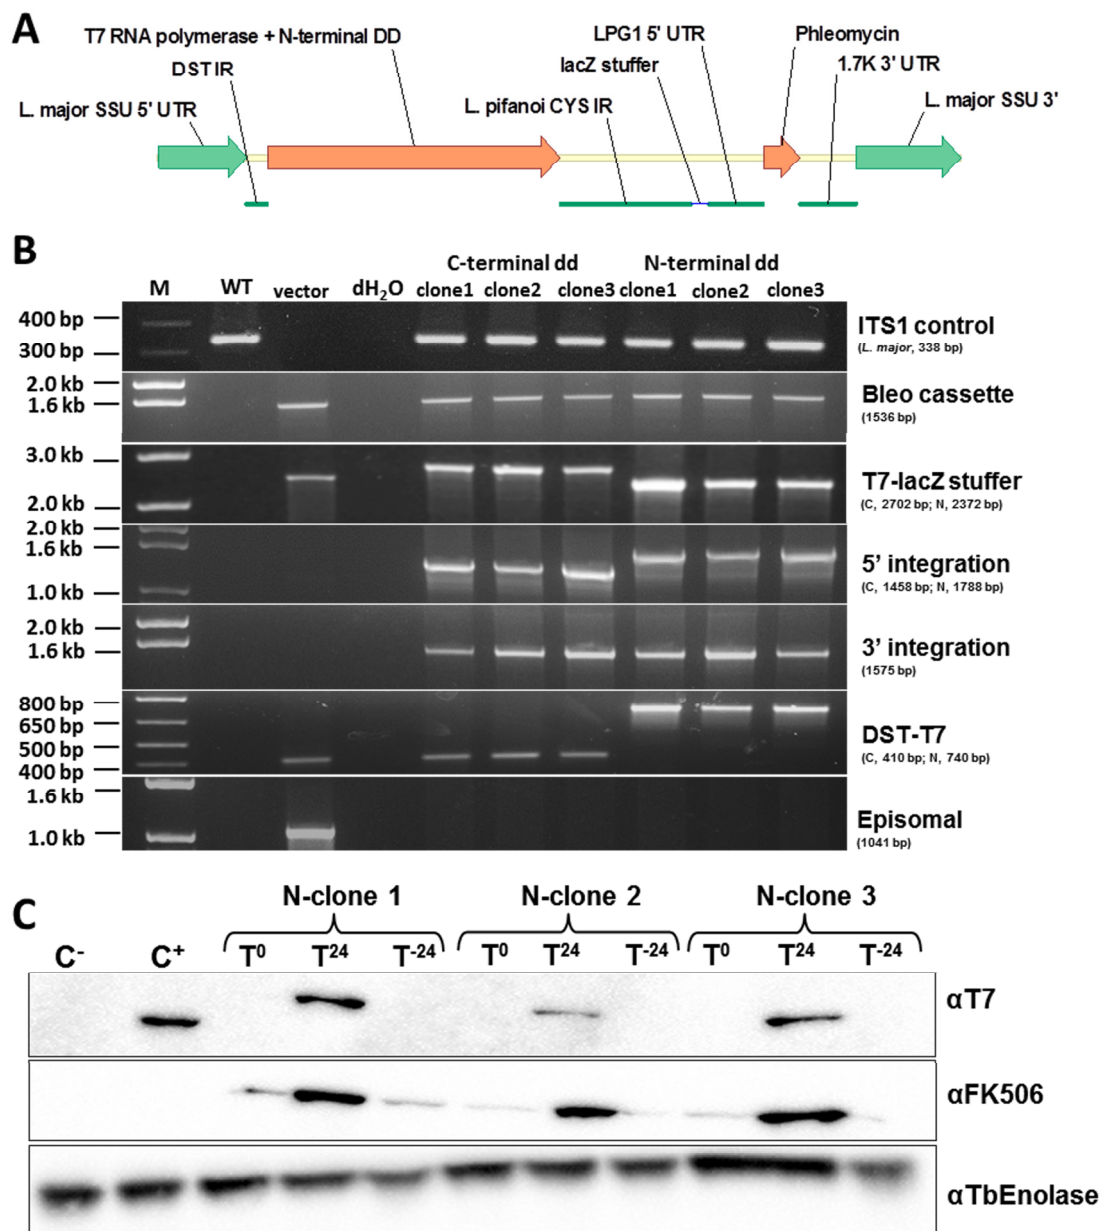 A
T7 RNA polymerase + N-terminal DD
LPG1 5' UTR
Phleomycin
DST IR
lacZ stuffer
1.7K 3' UTR
L. major SSU 5' UTR
L. pifanoi CYS IR
L. major SSU 3'
B
C-terminal dd
N-terminal dd
M
WT
vector
dH₂O
clone1
clone2
clone3
clone1
clone2
clone3
400 bp
300 bp
ITS1 control
(L. major, 338 bp)
2.0 kb
1.6 kb
Bleo cassette
(1536 bp)
3.0 kb
2.0 kb
T7-lacZ stuffer
(C, 2702 bp; N, 2372 bp)
2.0 kb
1.6 kb
1.0 kb
5' integration
(C, 1458 bp; N, 1788 bp)
2.0 kb
1.6 kb
3' integration
(1575 bp)
800 bp
650 bp
500 bp
400 bp
DST-T7
(C, 410 bp; N, 740 bp)
1.6 kb
1.0 kb
Episomal
(1041 bp)
C
N-clone 1
N-clone 2
N-clone 3
C⁻
C⁺
T⁰
T²⁴
T⁻²⁴
T⁰
T²⁴
T⁻²⁴
T⁰
T²⁴
T⁻²⁴
αT7
αFK506
αTbEnolase